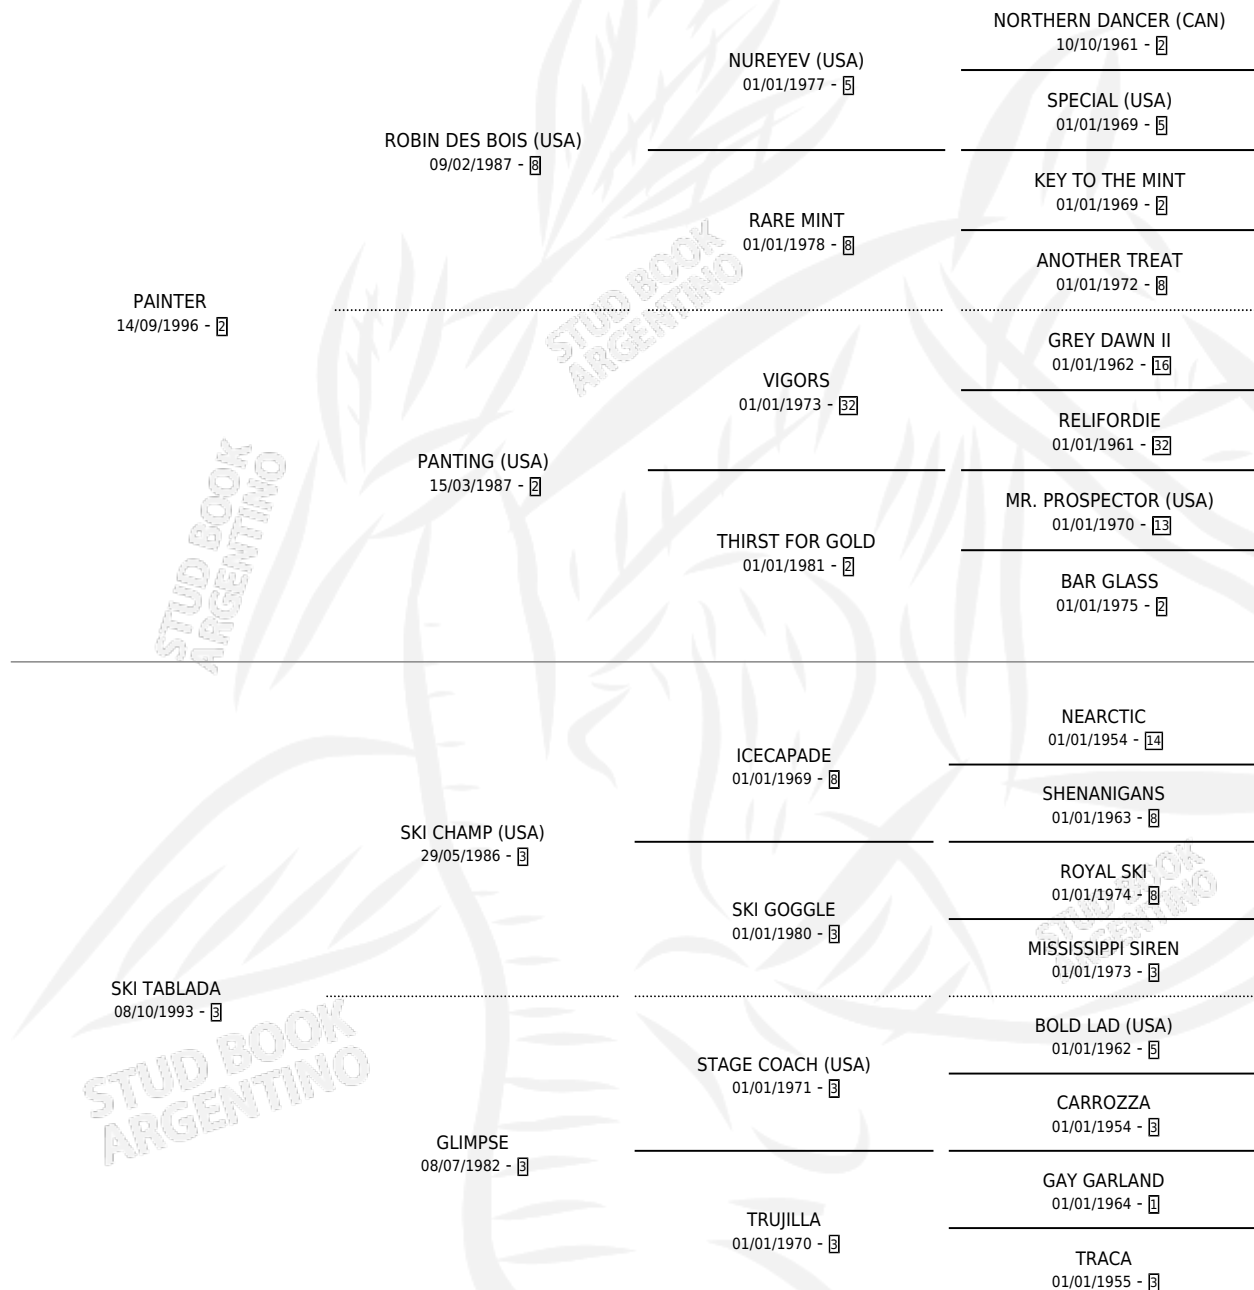 NORTHERN DANCER (CAN)
10/10/1961 - 2
NUREYEV (USA)
01/01/1977 - 5
SPECIAL (USA)
01/01/1969 - 5
ROBIN DES BOIS (USA)
09/02/1987 - 8
KEY TO THE MINT
01/01/1969 - 2
RARE MINT
01/01/1978 - 8
ANOTHER TREAT
01/01/1972 - 8
PAINTER
14/09/1996 - 2
GREY DAWN II
01/01/1962 - 16
VIGORS
01/01/1973 - 32
RELIFORDIE
01/01/1961 - 32
PANTING (USA)
15/03/1987 - 2
MR. PROSPECTOR (USA)
01/01/1970 - 13
THIRST FOR GOLD
01/01/1981 - 2
BAR GLASS
01/01/1975 - 2
NEARCTIC
01/01/1954 - 14
ICECAPADE
01/01/1969 - 8
SHENANIGANS
01/01/1963 - 8
SKI CHAMP (USA)
29/05/1986 - 3
ROYAL SKI
01/01/1974 - 8
SKI GOGGLE
01/01/1980 - 3
MISSISSIPPI SIREN
01/01/1973 - 3
SKI TABLADA
08/10/1993 - 3
BOLD LAD (USA)
01/01/1962 - 5
STAGE COACH (USA)
01/01/1971 - 3
CARROZZA
01/01/1954 - 3
GLIMPSE
08/07/1982 - 3
GAY GARLAND
01/01/1964 - 1
TRUJILLA
01/01/1970 - 3
TRACA
01/01/1955 - 3
STUD BOOK
ARGENTINO
STUD BOOK
ARGENTINO
STUD BOOK
ARGENTINO
STUD BOOK
ARGENTINO